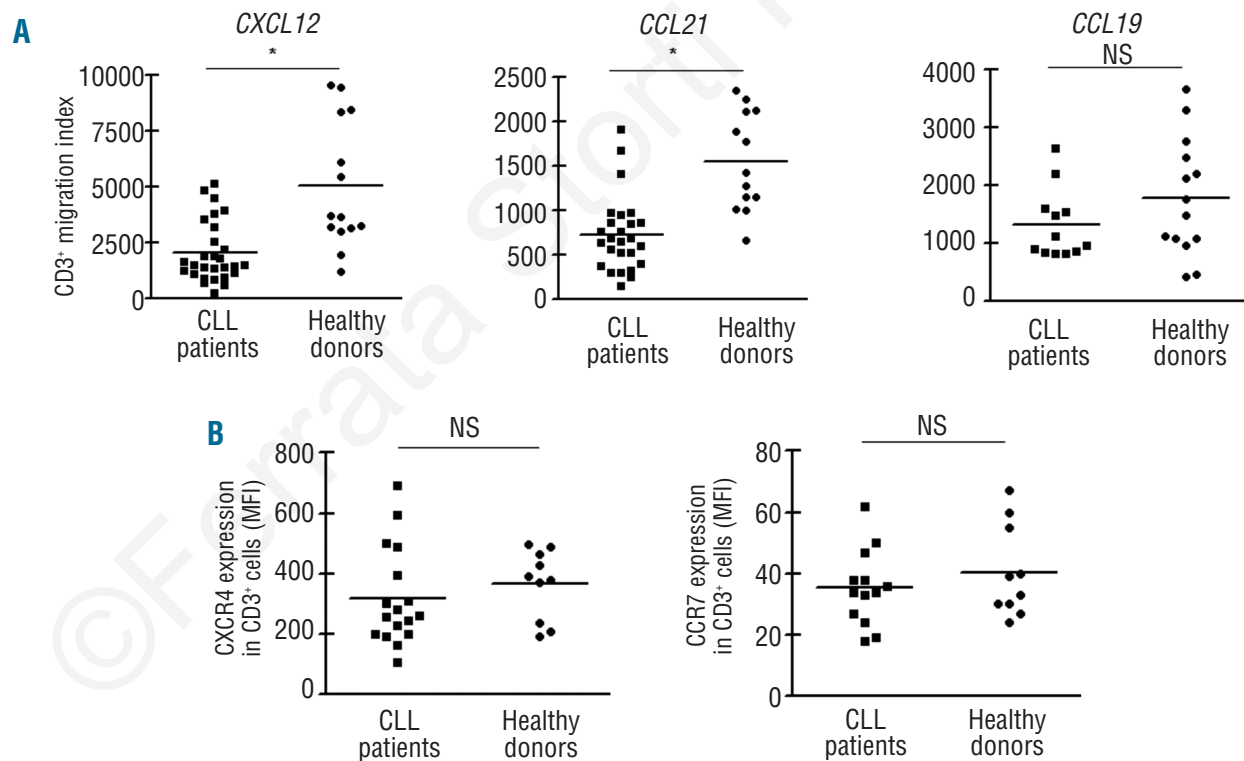 A
CXCL12
*
CD3⁺ migration index
10000
7500
5000
2500
0
CLL
patients
Healthy
donors
CCL21
*
2500
2000
1500
1000
500
0
CLL
patients
Healthy
donors
CCL19
NS
4000
3000
2000
1000
0
CLL
patients
Healthy
donors
B
NS
CXCR4 expression
in CD3⁺ cells (MFI)
800
600
400
200
0
CLL
patients
Healthy
donors
NS
CCR7 expression
in CD3⁺ cells (MFI)
80
60
40
20
0
CLL
patients
Healthy
donors
©Ferrata Storti